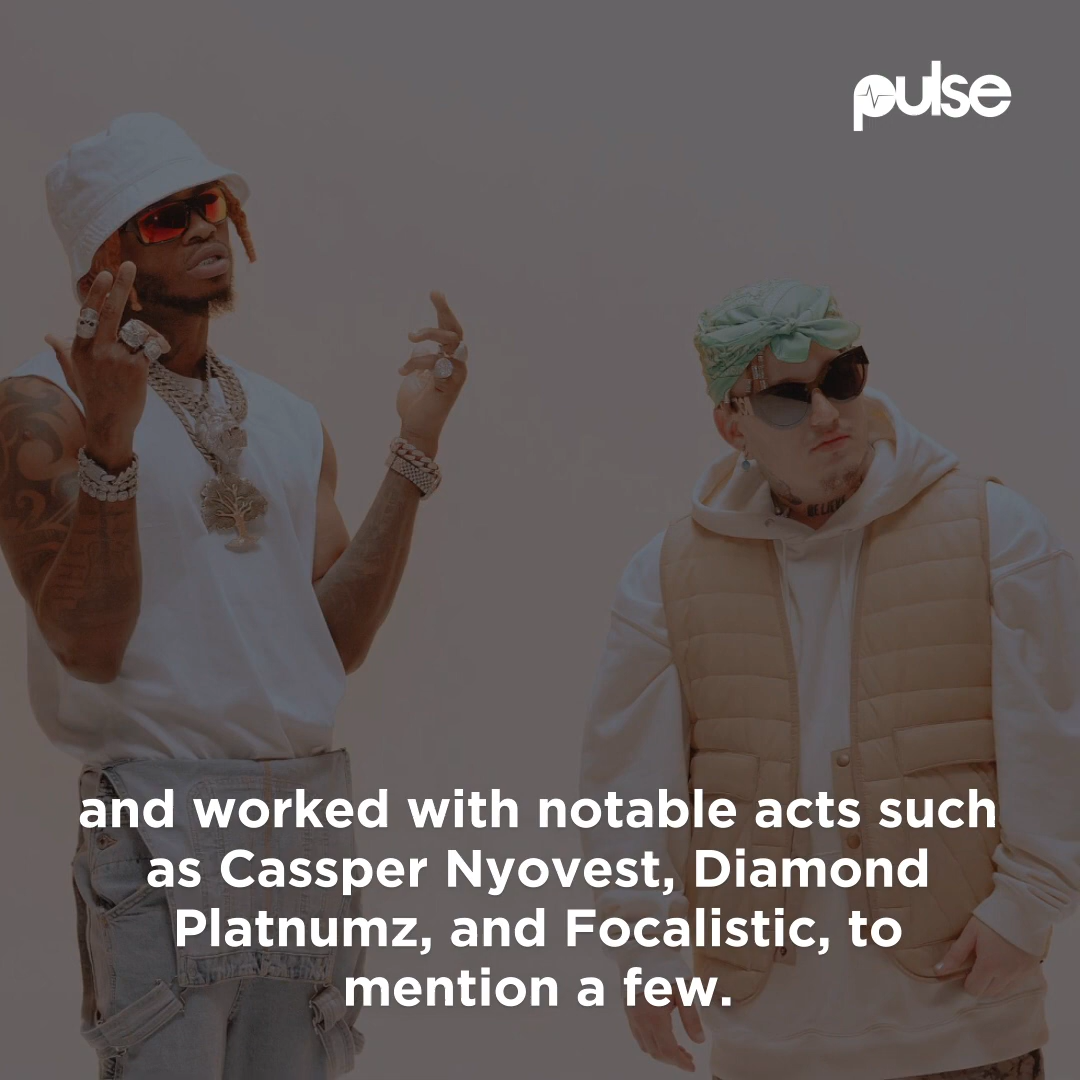 pulse
and worked with notable acts such
as Cassper Nyovest, Diamond
Platnumz, and Focalistic, to
mention a few.